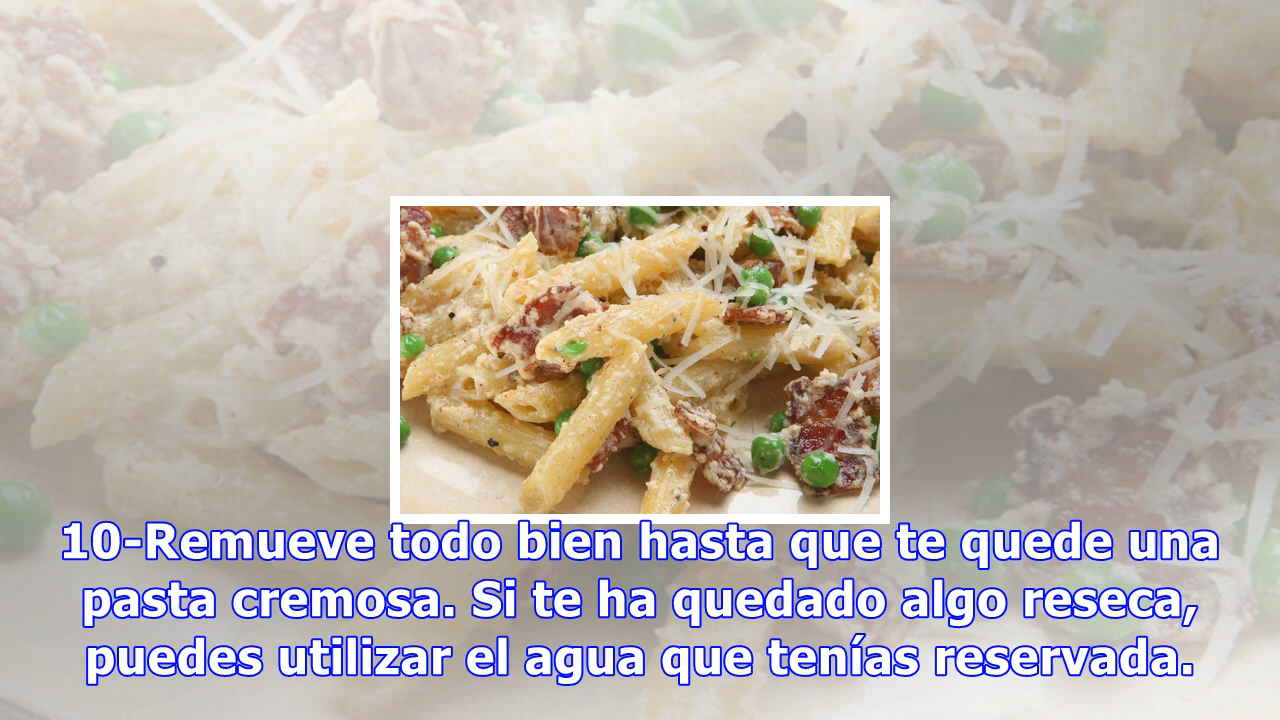 10-Remueve todo bien hasta que te quede una
pasta cremosa. Si te ha quedado algo reseca,
puedes utilizar el agua que tenías reservada.